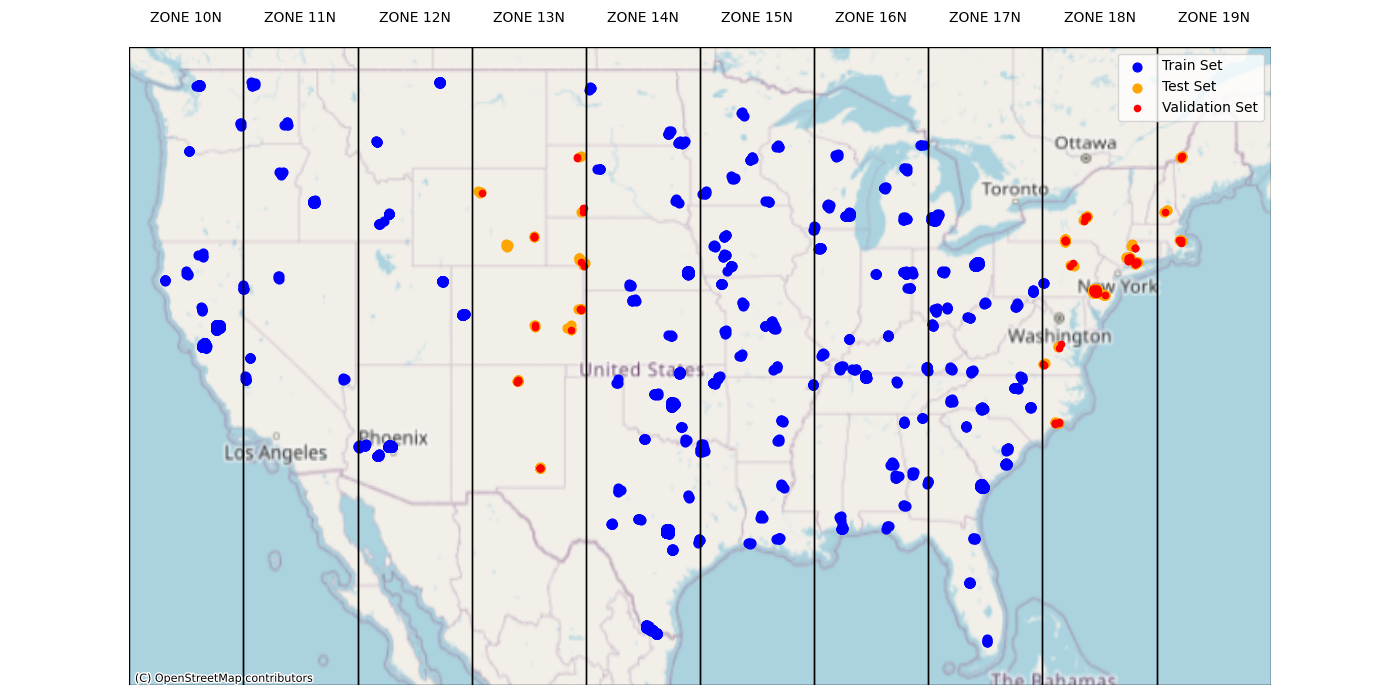 ZONE 10N ZONE 11N ZONE 12N ZONE 13N ZONE 14N ZONE 15N ZONE 16N ZONE 17N ZONE 18N ZONE 19N
Train Set
Test Set
Validation Set
Ottawa
Toronto
New York
Washington
United States
Phoenix
Los Angeles
The Bahamas
(C) OpenStreetMap contributors